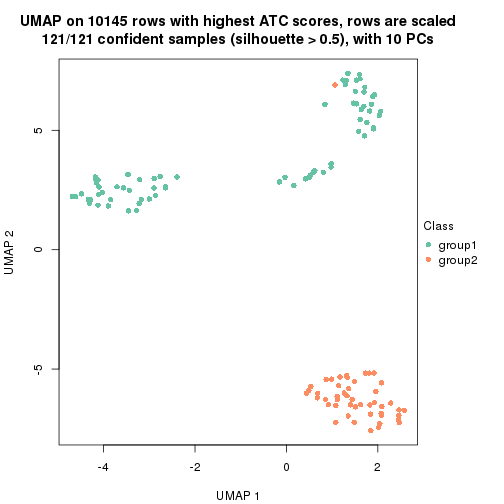 UMAP on 10145 rows with highest ATC scores, rows are scaled
121/121 confident samples (silhouette > 0.5), with 10 PCs
5
0
-5
UMAP 2
-4
-2
0
2
UMAP 1
Class
group1
group2